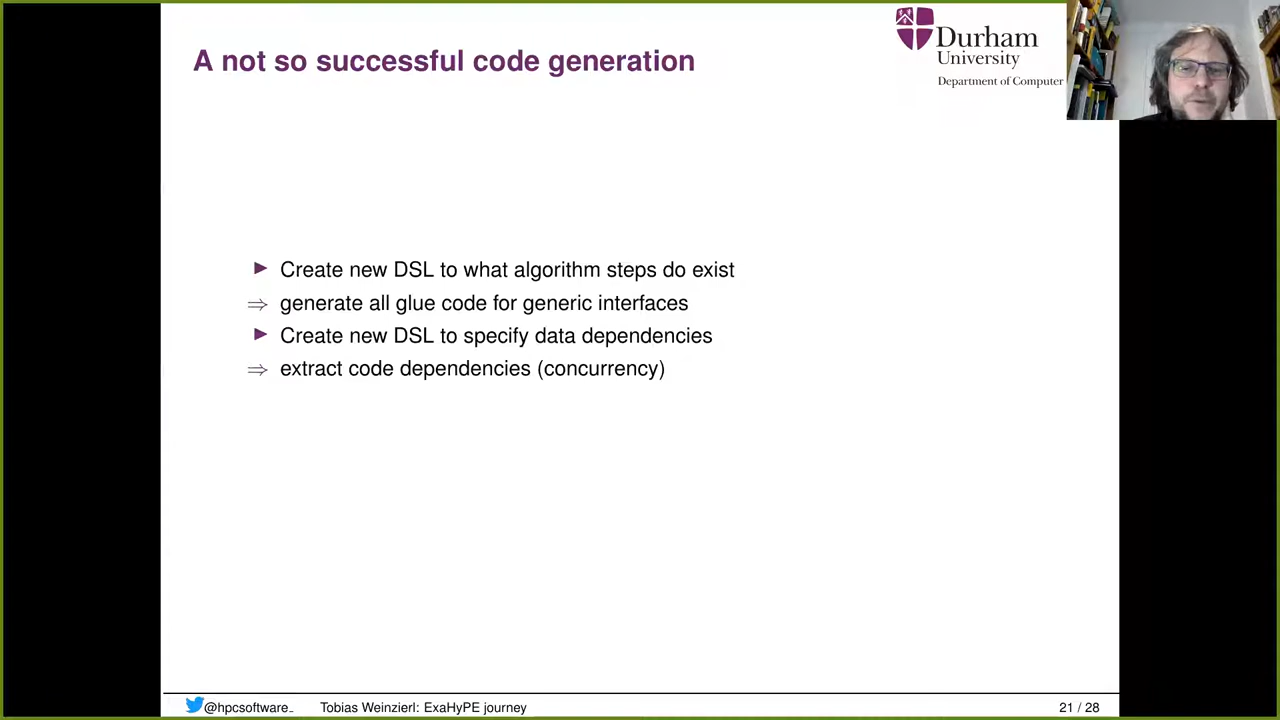 A not so successful code generation
Durham
University
Department of Computer
► Create new DSL to what algorithm steps do exist
⇒ generate all glue code for generic interfaces
► Create new DSL to specify data dependencies
⇒ extract code dependencies (concurrency)
@hpcsoftware_ Tobias Weinzierl: ExaHyPE journey 21 / 28